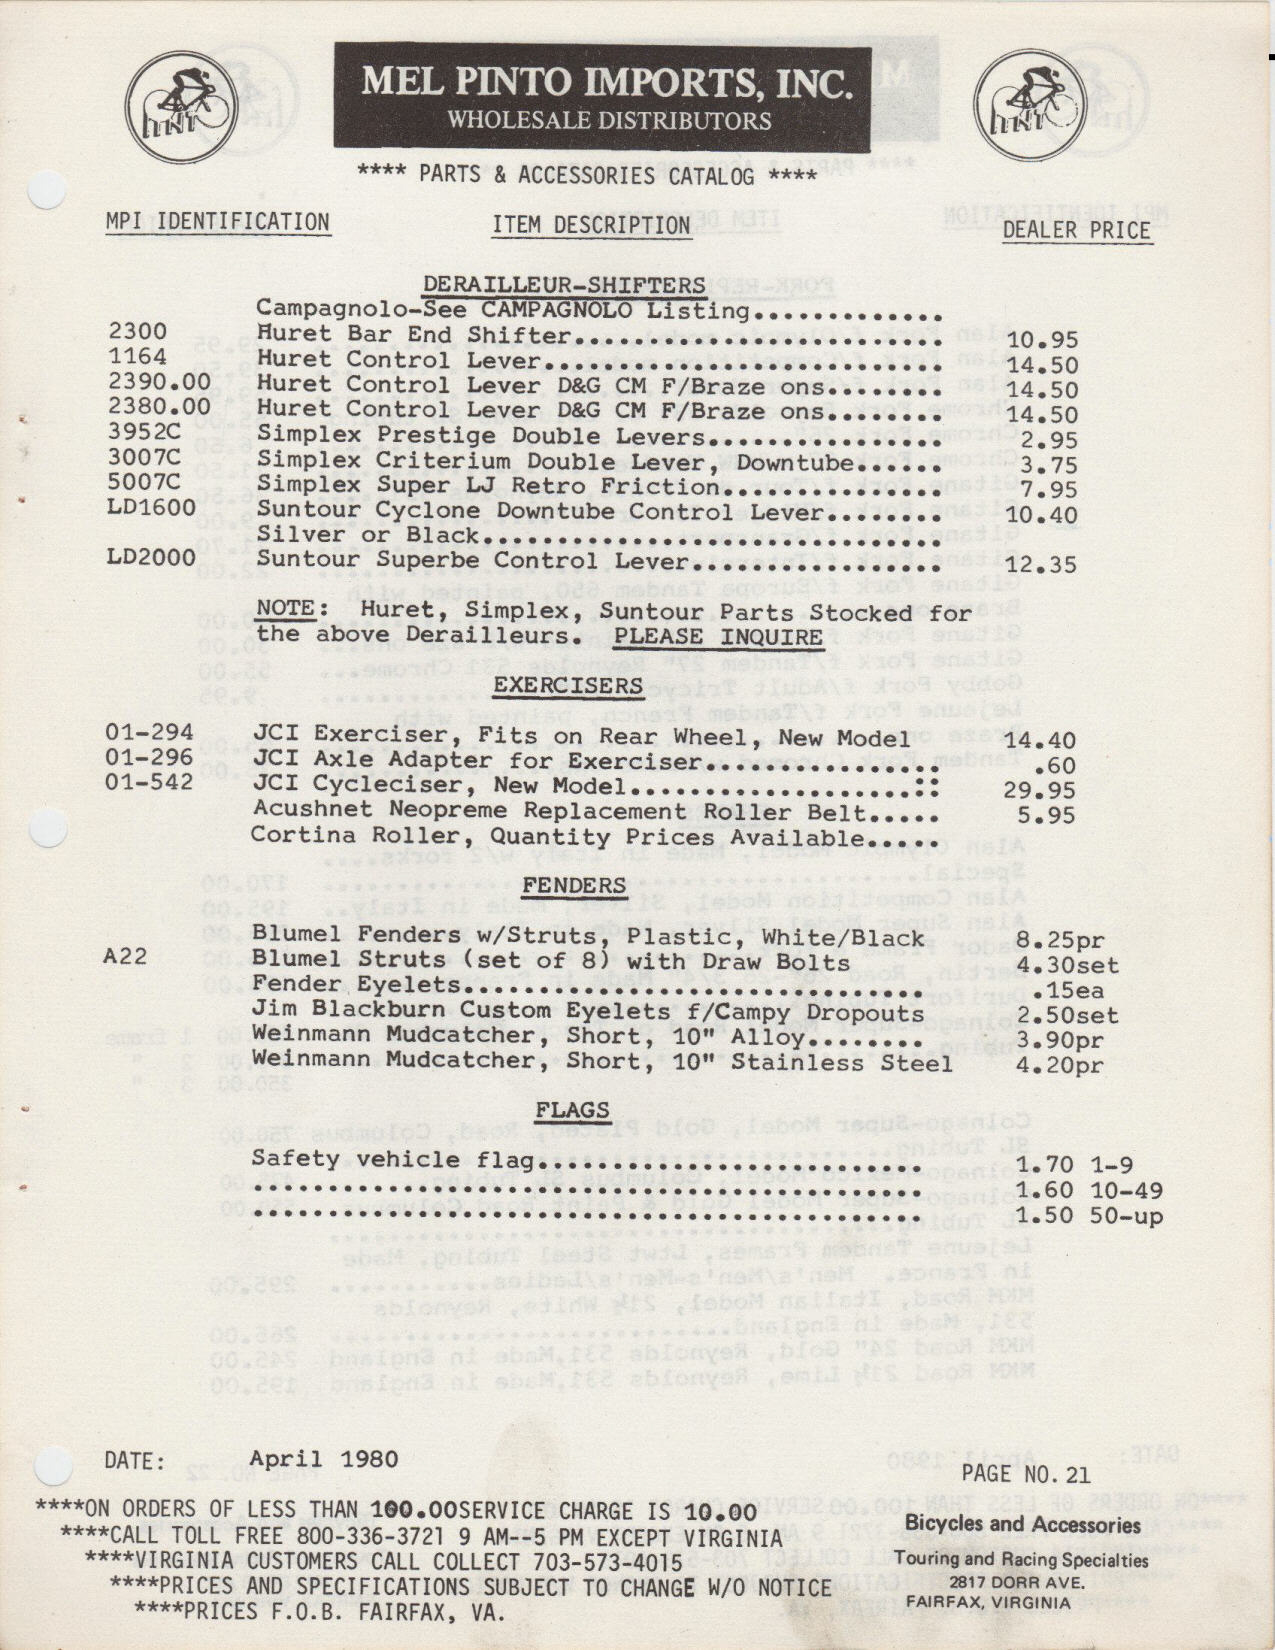 MEL PINTO IMPORTS, INC.
WHOLESALE DISTRIBUTORS
**** PARTS & ACCESSORIES CATALOG ****
MPI IDENTIFICATION ITEM DESCRIPTION DEALER PRICE
DERAILLEUR-SHIFTERS
Campagnolo-See CAMPAGNOLO Listing.............
2300 Huret Bar End Shifter......................... 10.95
1164 Huret Control Lever........................... 14.50
2390.00 Huret Control Lever D&G CM F/Braze ons........ 14.50
2380.00 Huret Control Lever D&G CM F/Braze ons........ 14.50
3952C Simplex Prestige Double Levers................ 2.95
3007C Simplex Criterium Double Lever, Downtube...... 3.75
5007C Simplex Super LJ Retro Friction............... 7.95
LD1600 Suntour Cyclone Downtube Control Lever........ 10.40
Silver or Black...............................
LD2000 Suntour Superbe Control Lever................. 12.35
NOTE: Huret, Simplex, Suntour Parts Stocked for
the above Derailleurs. PLEASE INQUIRE
EXERCISERS
01-294 JCI Exerciser, Fits on Rear Wheel, New Model 14.40
01-296 JCI Axle Adapter for Exerciser................ .60
01-542 JCI Cycleciser, New Model...................:: 29.95
Acushnet Neopreme Replacement Roller Belt..... 5.95
Cortina Roller, Quantity Prices Available.....
FENDERS
Blumel Fenders w/Struts, Plastic, White/Black 8.25pr
A22 Blumel Struts (set of 8) with Draw Bolts 4.30set
Fender Eyelets............................... .15ea
Jim Blackburn Custom Eyelets f/Campy Dropouts 2.50set
Weinmann Mudcatcher, Short, 10" Alloy........ 3.90pr
Weinmann Mudcatcher, Short, 10" Stainless Steel 4.20pr
FLAGS
Safety vehicle flag.......................... 1.70 1-9
............................................. 1.60 10-49
............................................. 1.50 50-up
DATE: April 1980
PAGE NO. 21
****ON ORDERS OF LESS THAN 100.00SERVICE CHARGE IS 10.00
****CALL TOLL FREE 800-336-3721 9 AM--5 PM EXCEPT VIRGINIA
****VIRGINIA CUSTOMERS CALL COLLECT 703-573-4015
****PRICES AND SPECIFICATIONS SUBJECT TO CHANGE W/O NOTICE
****PRICES F.O.B. FAIRFAX, VA.
Bicycles and Accessories
Touring and Racing Specialties
2817 DORR AVE.
FAIRFAX, VIRGINIA